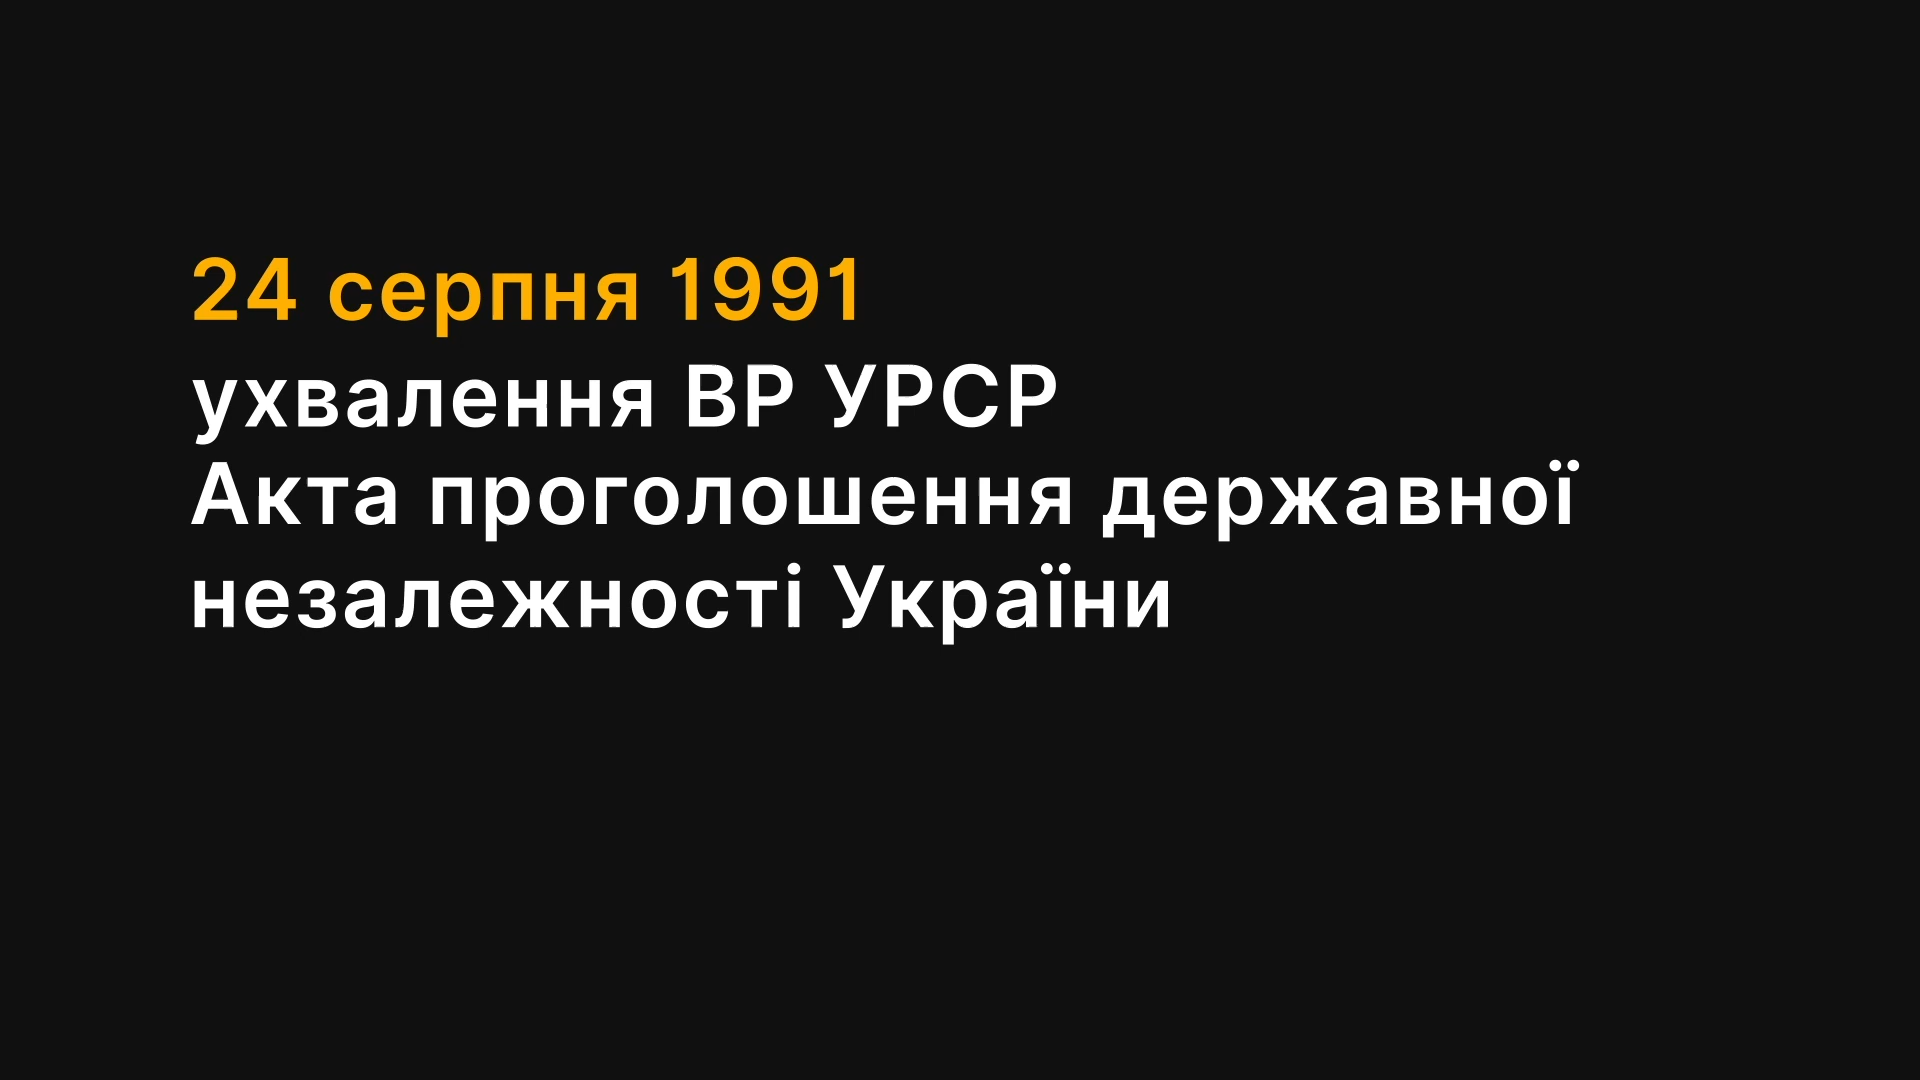 24 серпня 1991
ухвалення ВР УРСР
Акта проголошення державної
незалежності України